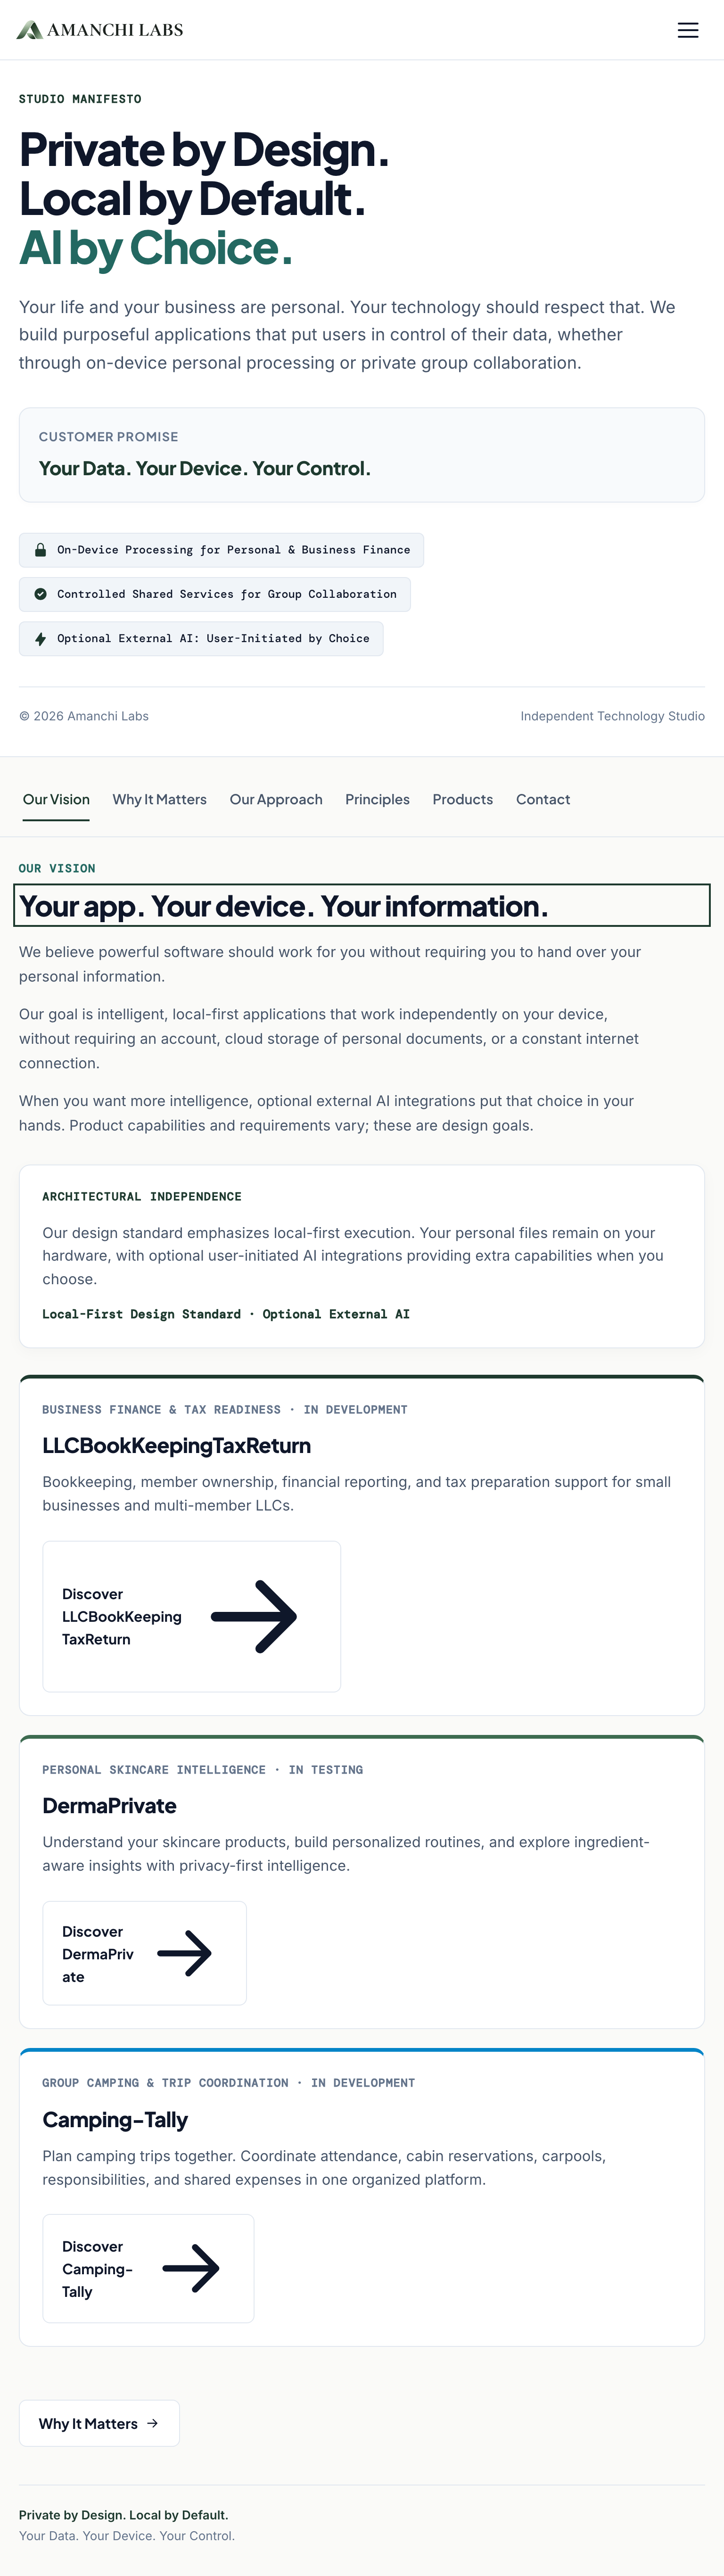 AMANCHI LABS
STUDIO MANIFESTO
Private by Design.
Local by Default.
AI by Choice.
Your life and your business are personal. Your technology should respect that. We
build purposeful applications that put users in control of their data, whether
through on-device personal processing or private group collaboration.
CUSTOMER PROMISE
Your Data. Your Device. Your Control.
On-Device Processing for Personal & Business Finance
Controlled Shared Services for Group Collaboration
Optional External AI: User-Initiated by Choice
© 2026 Amanchi Labs Independent Technology Studio
Our Vision Why It Matters Our Approach Principles Products Contact
OUR VISION
Your app. Your device. Your information.
We believe powerful software should work for you without requiring you to hand over your
personal information.
Our goal is intelligent, local-first applications that work independently on your device,
without requiring an account, cloud storage of personal documents, or a constant internet
connection.
When you want more intelligence, optional external AI integrations put that choice in your
hands. Product capabilities and requirements vary; these are design goals.
ARCHITECTURAL INDEPENDENCE
Our design standard emphasizes local-first execution. Your personal files remain on your
hardware, with optional user-initiated AI integrations providing extra capabilities when you
choose.
Local-First Design Standard · Optional External AI
BUSINESS FINANCE & TAX READINESS · IN DEVELOPMENT
LLCBookKeepingTaxReturn
Bookkeeping, member ownership, financial reporting, and tax preparation support for small
businesses and multi-member LLCs.
Discover
LLCBookKeeping
TaxReturn
PERSONAL SKINCARE INTELLIGENCE · IN TESTING
DermaPrivate
Understand your skincare products, build personalized routines, and explore ingredient-
aware insights with privacy-first intelligence.
Discover
DermaPriv
ate
GROUP CAMPING & TRIP COORDINATION · IN DEVELOPMENT
Camping-Tally
Plan camping trips together. Coordinate attendance, cabin reservations, carpools,
responsibilities, and shared expenses in one organized platform.
Discover
Camping-
Tally
Why It Matters →
Private by Design. Local by Default.
Your Data. Your Device. Your Control.